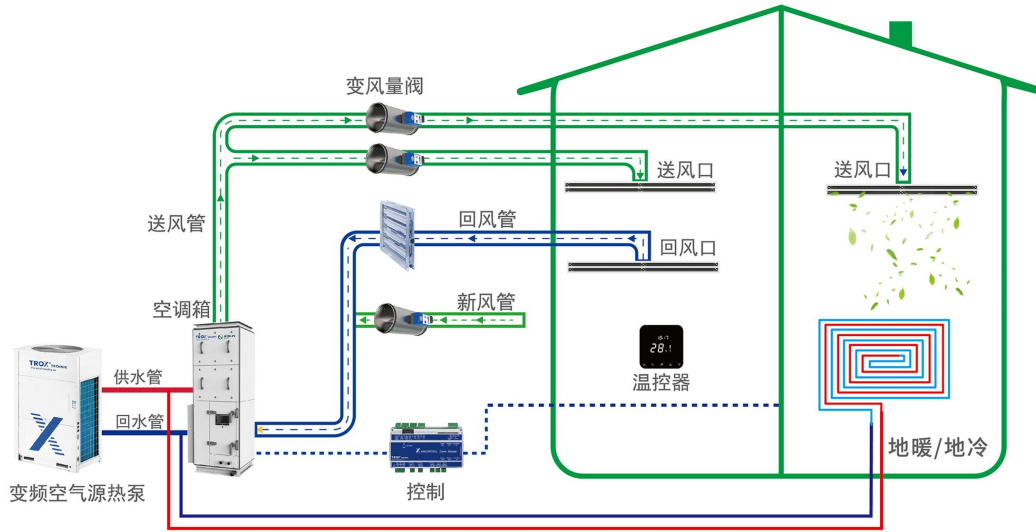 变风量阀
送风口
送风口
送风管
回风管
回风口
空调箱
新风管
TROX TECHNIK
供水管
回水管
28.1
温控器
TROX
X
地暖/地冷
控制
变频空气源热泵